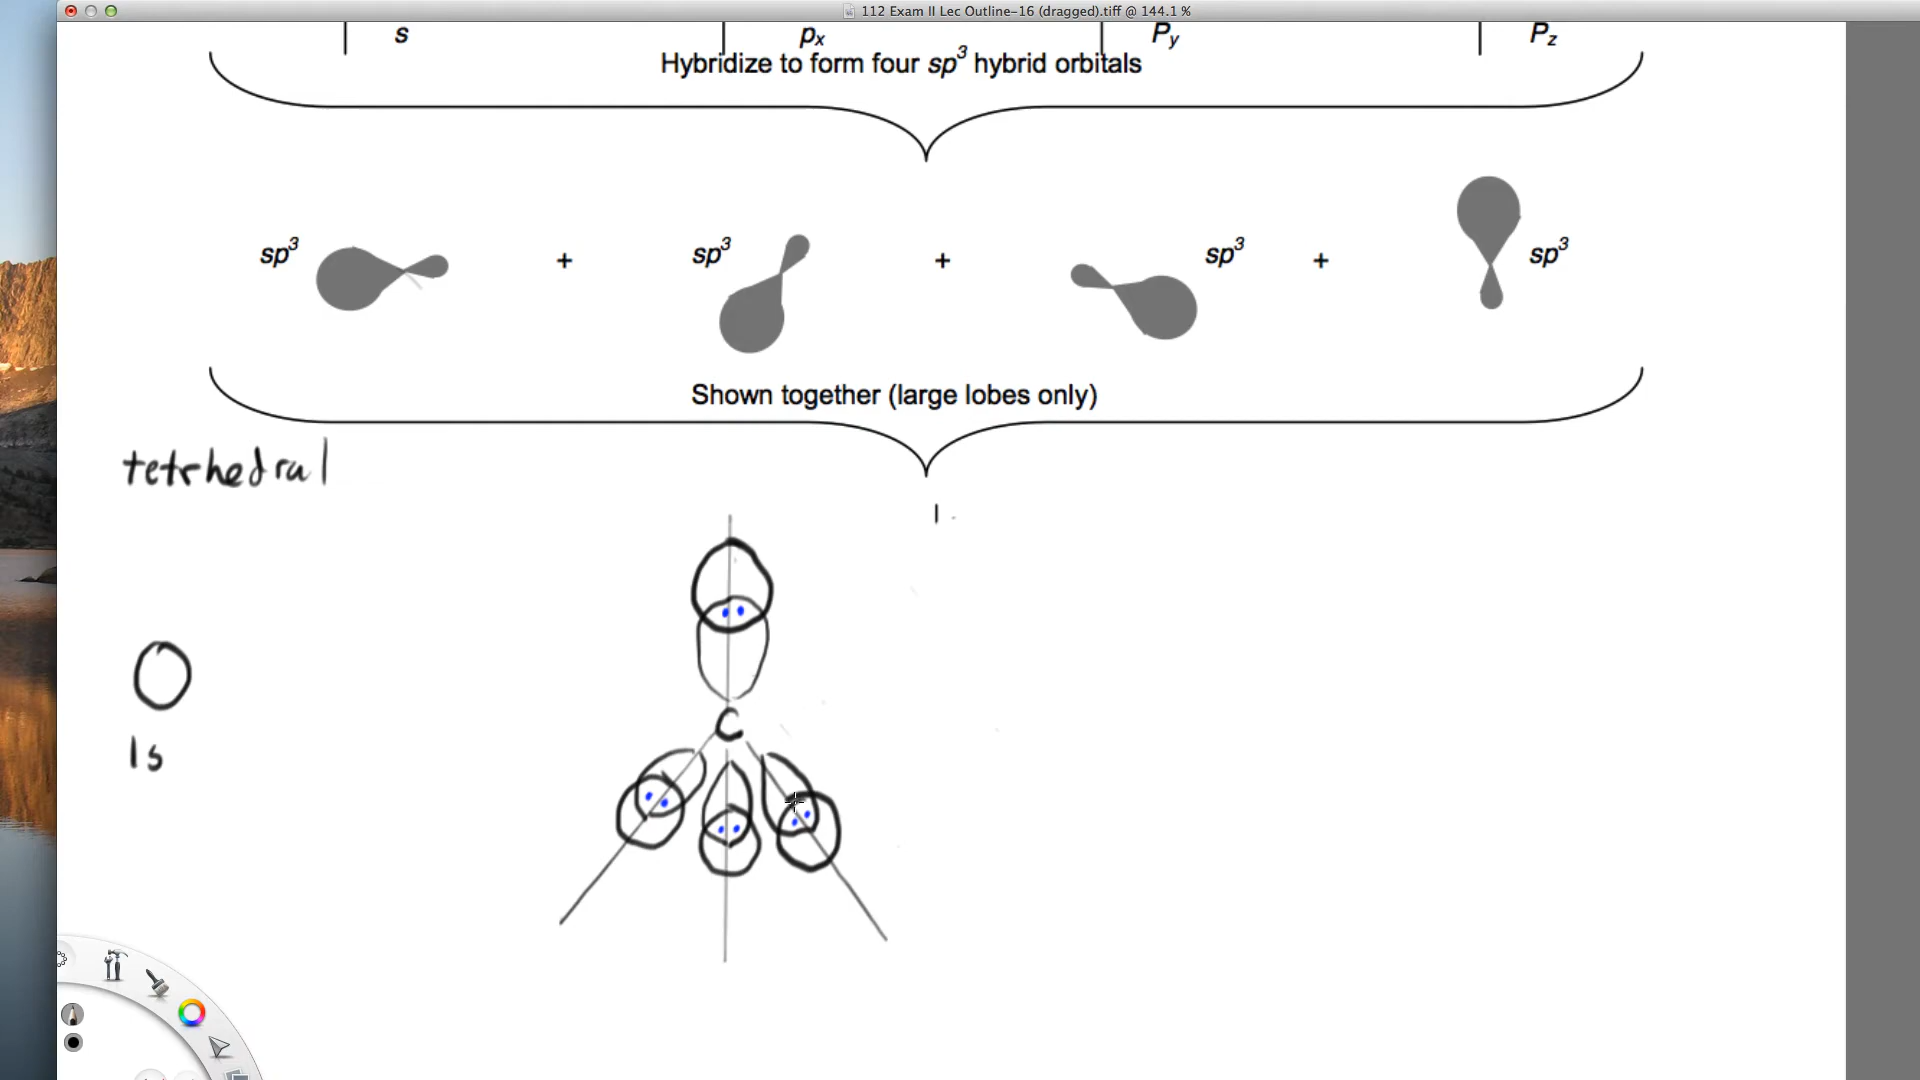 112 Exam II Lec Outline-16 (dragged).tiff @ 144.1 %
s px Py Pz
Hybridize to form four sp3 hybrid orbitals
sp3 + sp3 + sp3 + sp3
Shown together (large lobes only)
tetrhedral
C
1s